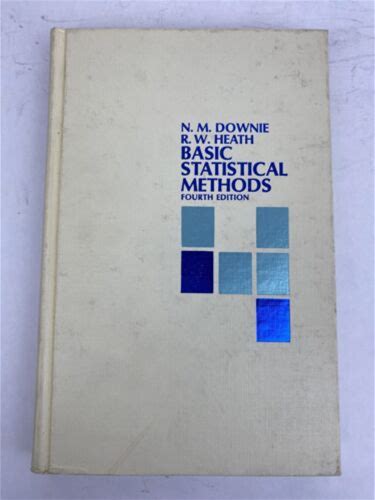 N. M. DOWNIE
R. W. HEATH
BASIC
STATISTICAL
METHODS
FOURTH EDITION